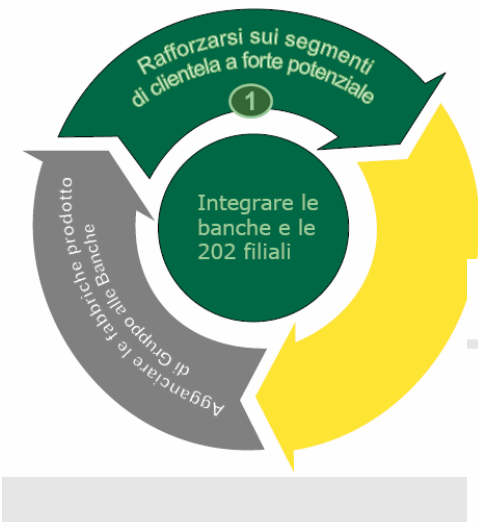 Rafforzarsi sui segmenti
di clientela a forte potenziale
1
Integrare le
banche e le
202 filiali
Agganciare le fabbriche prodotto
di Gruppo alle Banche